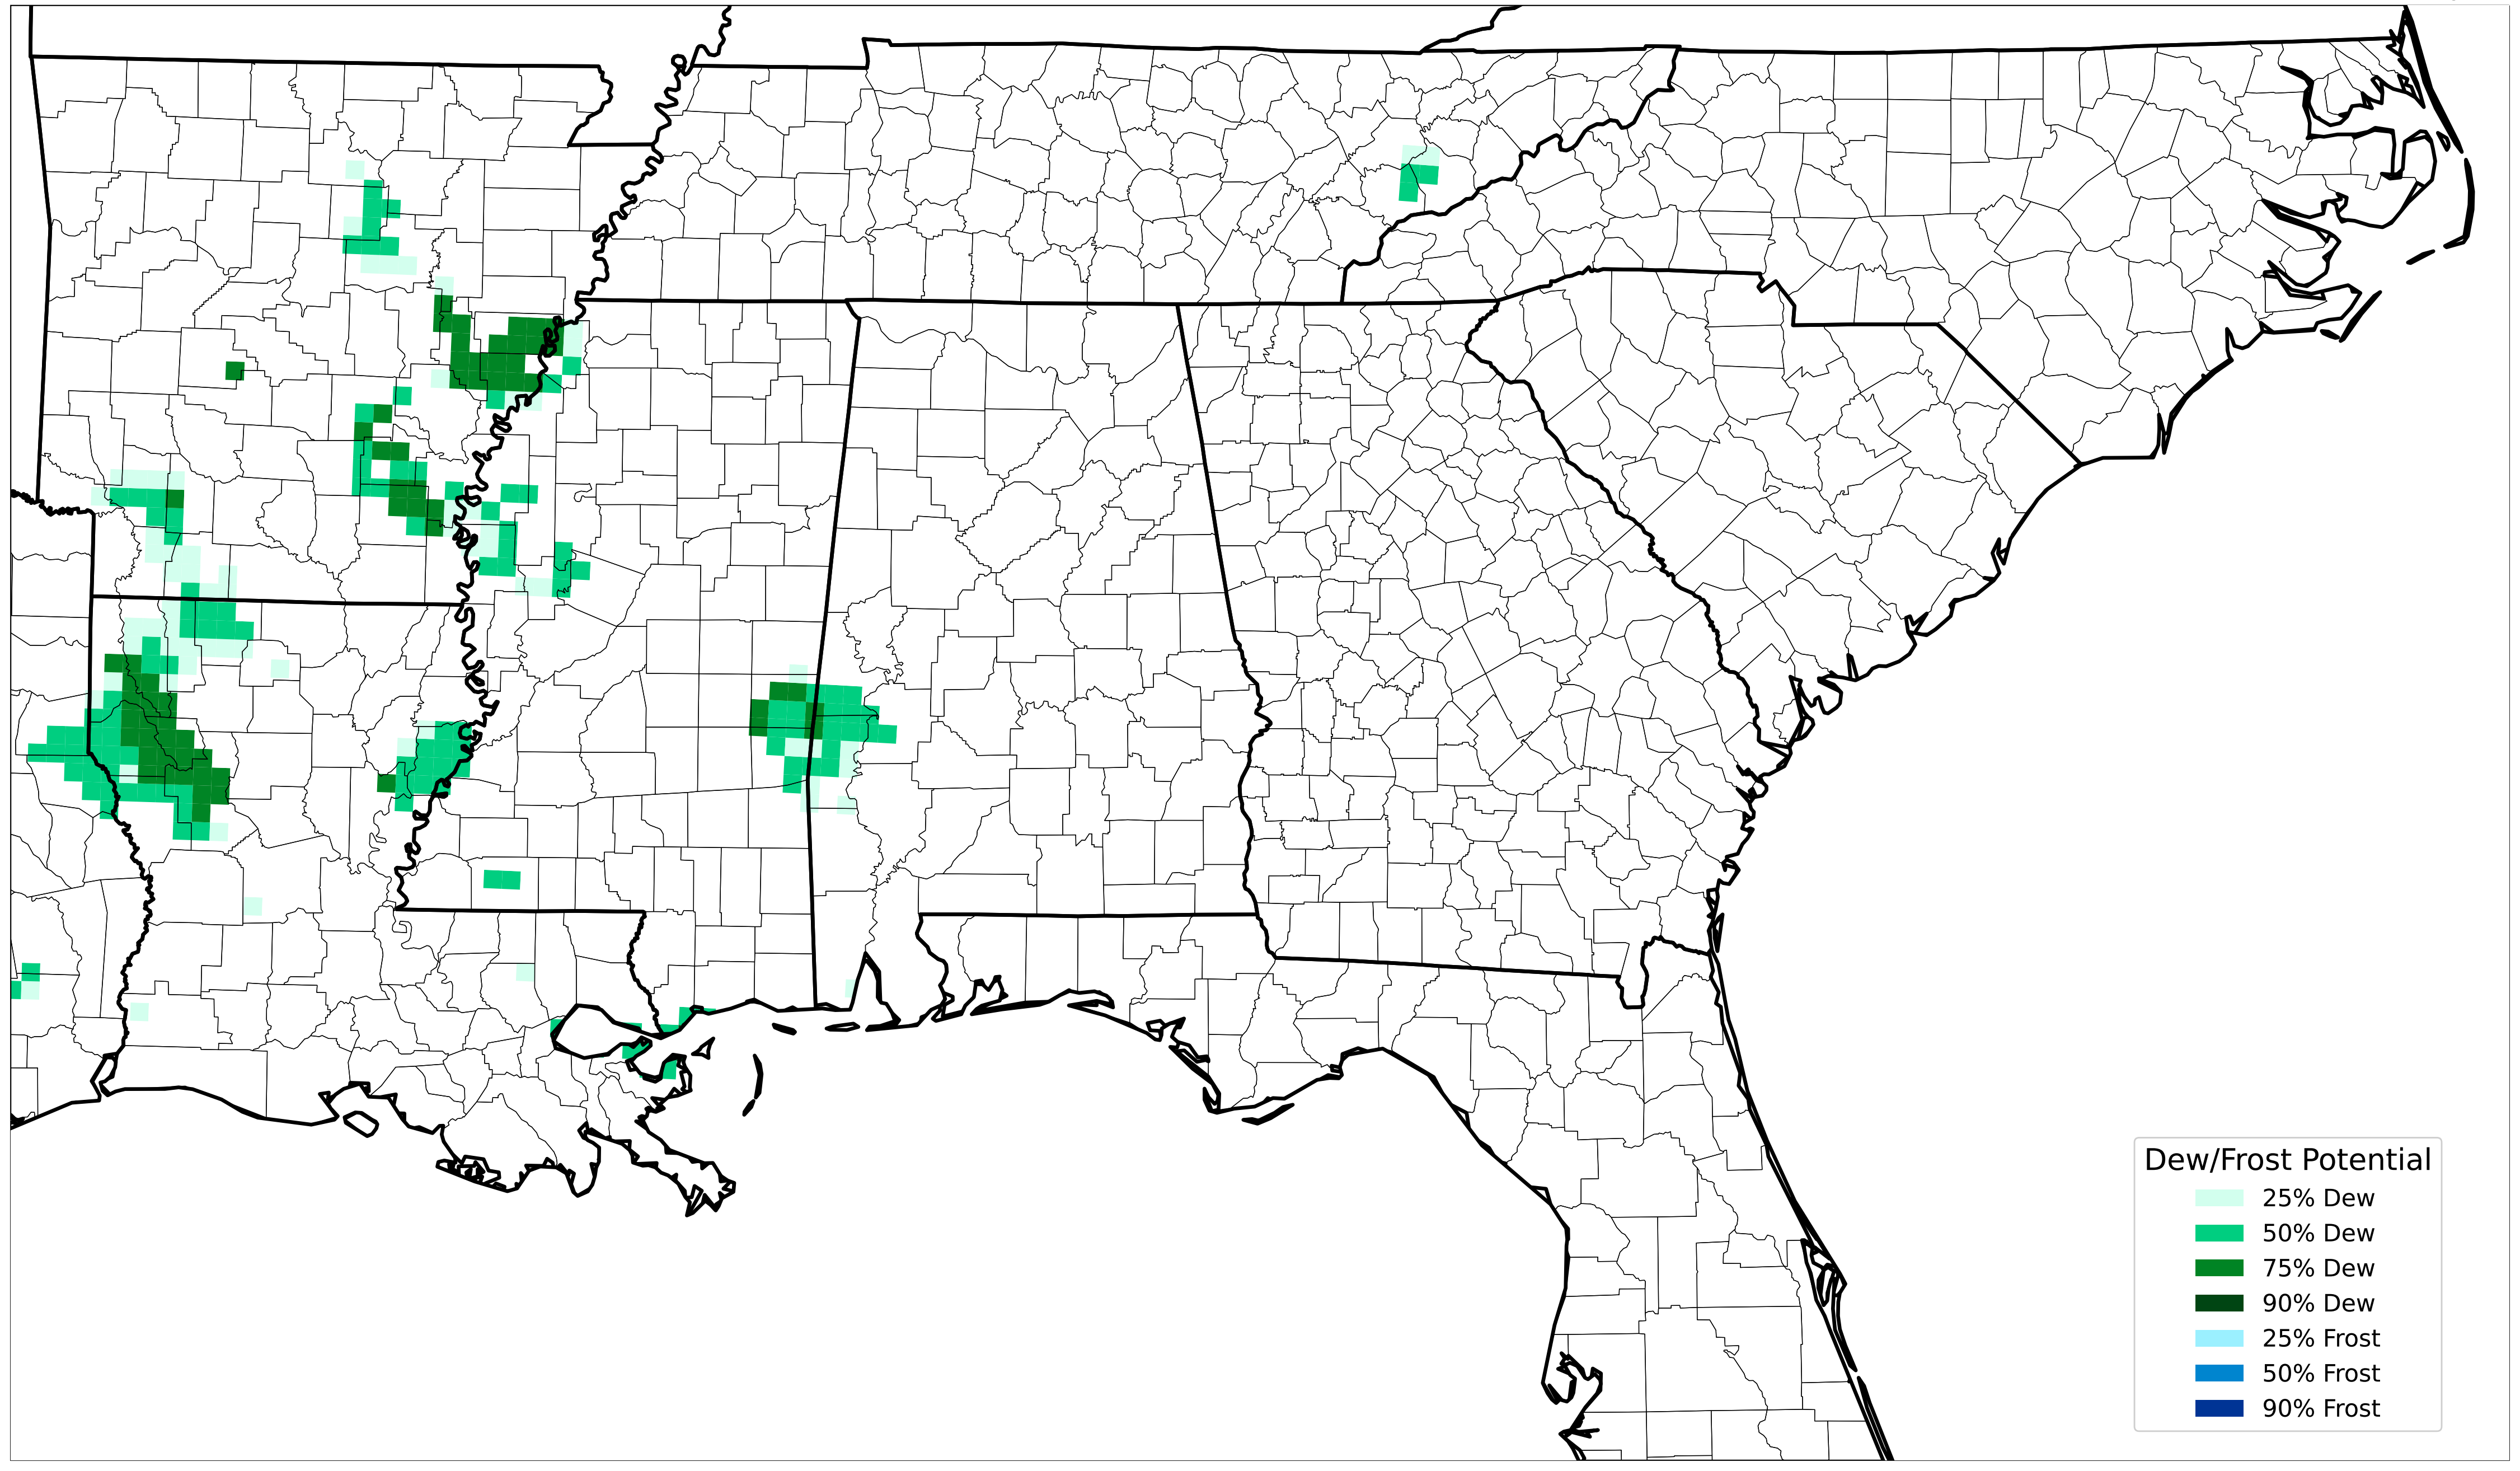 Dew/Frost Potential
25% Dew
50% Dew
75% Dew
90% Dew
25% Frost
50% Frost
90% Frost